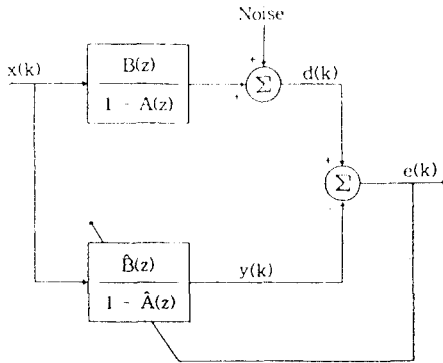 Noise
x(k)
B(z)
1 - A(z)
+
+
Σ
d(k)
+
Σ
e(k)
-
B̂(z)
1 - Â(z)
y(k)